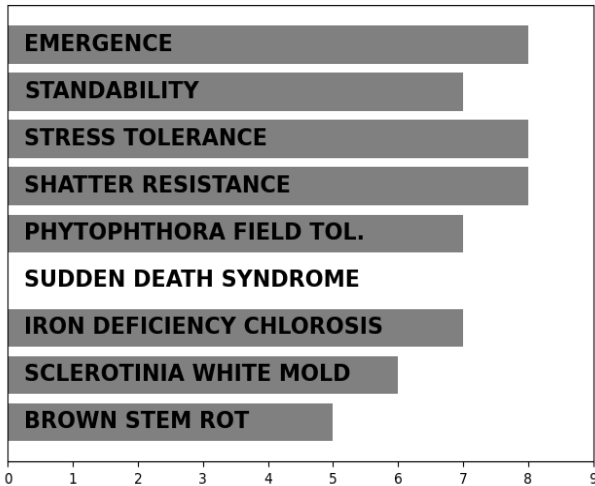 EMERGENCE
STANDABILITY
STRESS TOLERANCE
SHATTER RESISTANCE
PHYTOPHTHORA FIELD TOL.
SUDDEN DEATH SYNDROME
IRON DEFICIENCY CHLOROSIS
SCLEROTINIA WHITE MOLD
BROWN STEM ROT
0 1 2 3 4 5 6 7 8 9